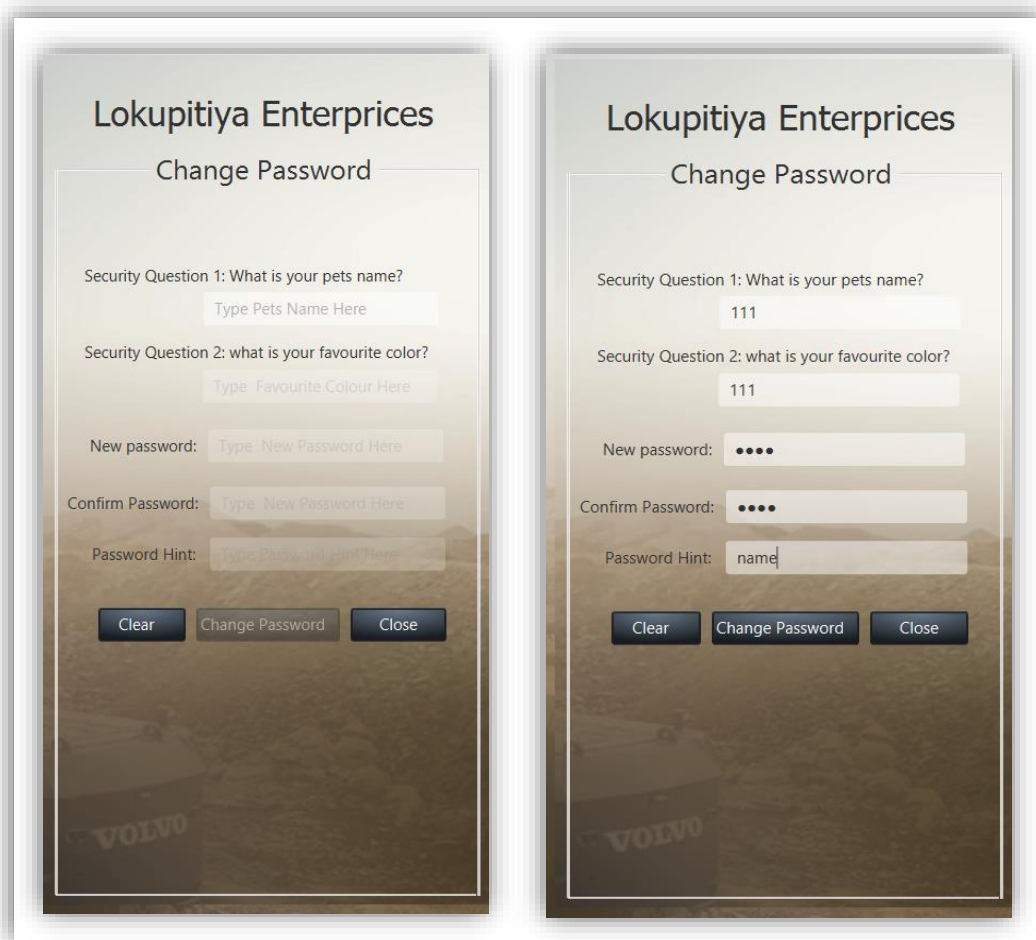 Lokupitiya Enterprices
Change Password
Security Question 1: What is your pets name?
Type Pets Name Here
Security Question 2: what is your favourite color?
Type  Favourite Colour Here
New password: Type  New Password Here
Confirm Password: Type  New Password Here
Password Hint: Type Password Hint Here
Clear Change Password Close
VOLVO
Lokupitiya Enterprices
Change Password
Security Question 1: What is your pets name?
111
Security Question 2: what is your favourite color?
111
New password: ●●●●
Confirm Password: ●●●●
Password Hint: name
Clear Change Password Close
VOLVO